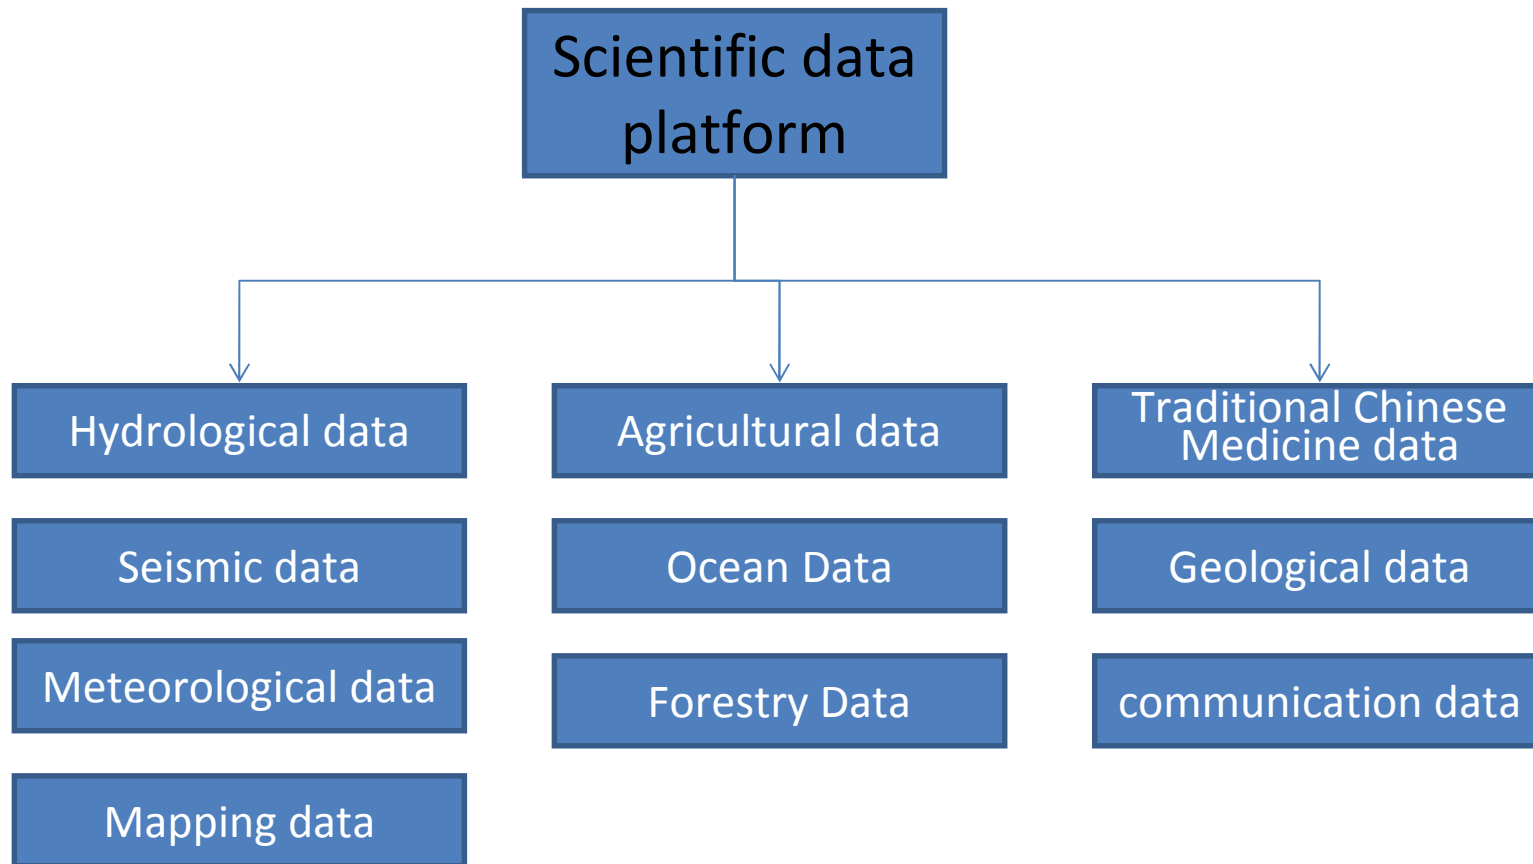 Scientific data
platform
Hydrological data
Agricultural data
Traditional Chinese
Medicine data
Seismic data
Ocean Data
Geological data
Meteorological data
Forestry Data
communication data
Mapping data